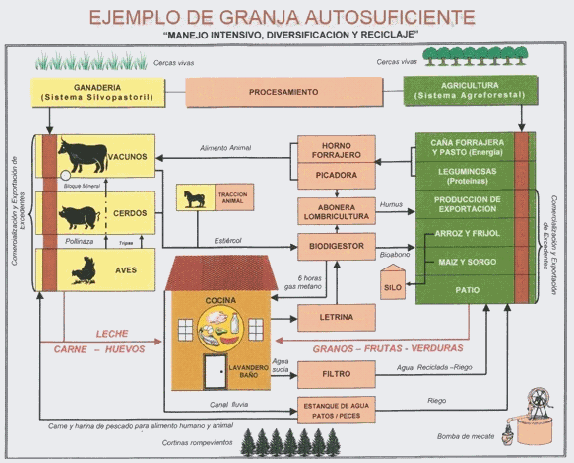 EJEMPLO DE GRANJA AUTOSUFICIENTE
"MANEJO INTENSIVO, DIVERSIFICACION Y RECICLAJE"
Cercas vivas
Cercas vivas
GANADERIA
(Sistema Silvopastoril)
PROCESAMIENTO
AGRICULTURA
(Sistema Agroforestal)
Comercialización y Exportación de
Excedentes
VACUNOS
Bloque Mineral
CERDOS
Pollinaza
Tripas
AVES
Alimento Animal
TRACCION
ANIMAL
Estiércol
HORNO
FORRAJERO
PICADORA
ABONERA
LOMBRICULTURA
Humus
BIODIGESTOR
Bioabono
CAÑA FORRAJERA
Y PASTO (Energía)
LEGUMINCSAS
(Proteínas)
PRODUCCION DE
EXPORTACIÓN
ARROZ Y FRIJOL
MAIZ Y SORGO
PATIO
Comercialización y Exportación
de Excedentes
SILO
6 horas
gas metano
COCINA
LETRINA
LECHE
CARNE – HUEVOS
GRANOS – FRUTAS - VERDURAS
LAVANDERO
BAÑO
Agua
sucia
FILTRO
Agua Reciclada –Riego
Canal lluvia
ESTANQUE DE AGUA
PATOS / PECES
Riego
Carne y harna de pescado para alimento humano y animal
Cortinas rompevientos
Bomba de mecate